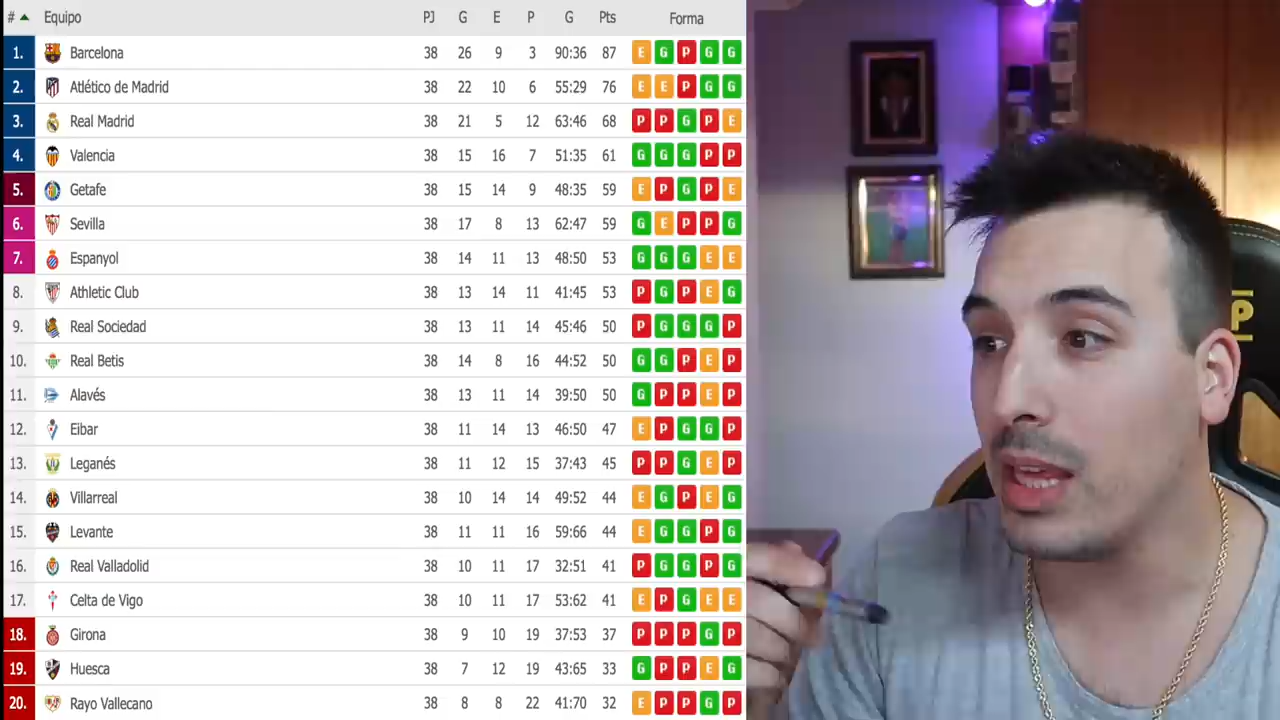 # Equipo PJ G E P G Pts Forma
1. Barcelona 38 26 9 3 90:36 87 E G P G G
2. Atlético de Madrid 38 22 10 6 55:29 76 E E P G G
3. Real Madrid 38 21 5 12 63:46 68 P P G P E
4. Valencia 38 15 16 7 51:35 61 G G G P P
5. Getafe 38 15 14 9 48:35 59 E P G P E
6. Sevilla 38 17 8 13 62:47 59 G E P P G
7. Espanyol 38 14 11 13 48:50 53 G G G E E
8. Athletic Club 38 13 14 11 41:45 53 P G P E G
9. Real Sociedad 38 13 11 14 45:46 50 P G G G P
10. Real Betis 38 14 8 16 44:52 50 G G P E P
11. Alavés 38 13 11 14 39:50 50 G P P E P
12. Eibar 38 11 14 13 46:50 47 E P G G P
13. Leganés 38 11 12 15 37:43 45 P P G E P
14. Villarreal 38 10 14 14 49:52 44 E G P E G
15. Levante 38 11 11 16 59:66 44 E G G P G
16. Real Valladolid 38 10 11 17 32:51 41 P G G P G
17. Celta de Vigo 38 10 11 17 53:62 41 E P G E E
18. Girona 38 9 10 19 37:53 37 P P P G P
19. Huesca 38 7 12 19 43:65 33 G P P E G
20. Rayo Vallecano 38 8 8 22 41:70 32 E P P G P
P